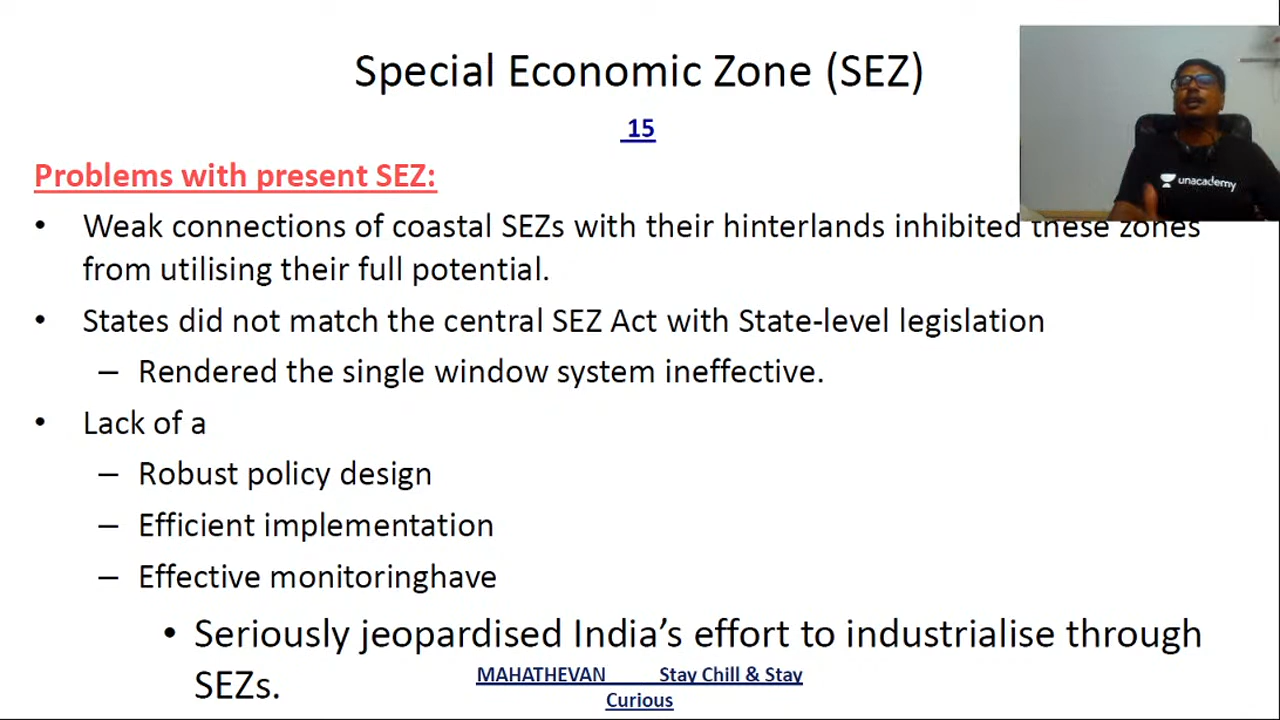 Special Economic Zone (SEZ)
15
Problems with present SEZ:
unacademy
• Weak connections of coastal SEZs with their hinterlands inhibited these zones
from utilising their full potential.
• States did not match the central SEZ Act with State-level legislation
– Rendered the single window system ineffective.
• Lack of a
– Robust policy design
– Efficient implementation
– Effective monitoringhave
• Seriously jeopardised India’s effort to industrialise through
SEZs.
MAHATHEVAN Stay Chill & Stay
Curious